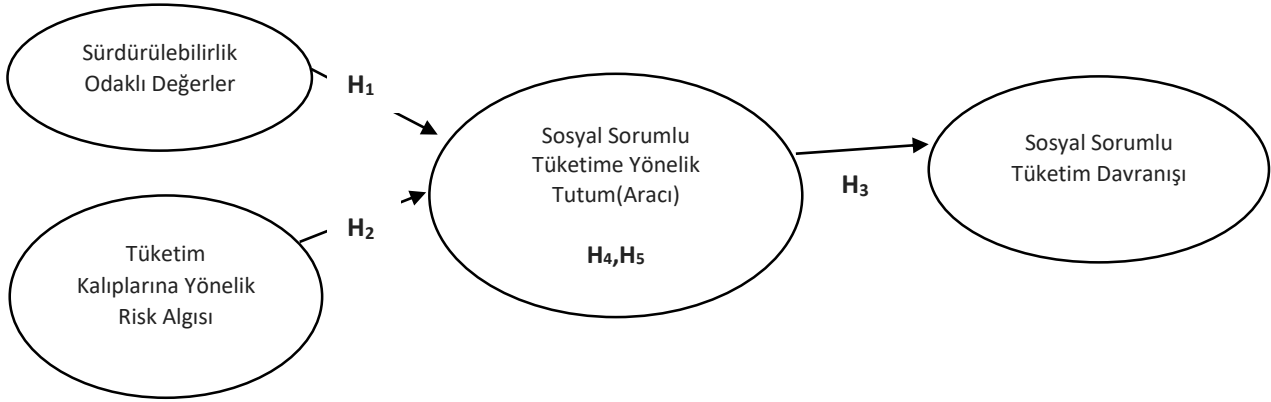 Sürdürülebilirlik
Odaklı Değerler
H1
Tüketim
Kalıplarına Yönelik
Risk Algısı
H2
Sosyal Sorumlu
Tüketime Yönelik
Tutum(Aracı)
H4,H5
H3
Sosyal Sorumlu
Tüketim Davranışı